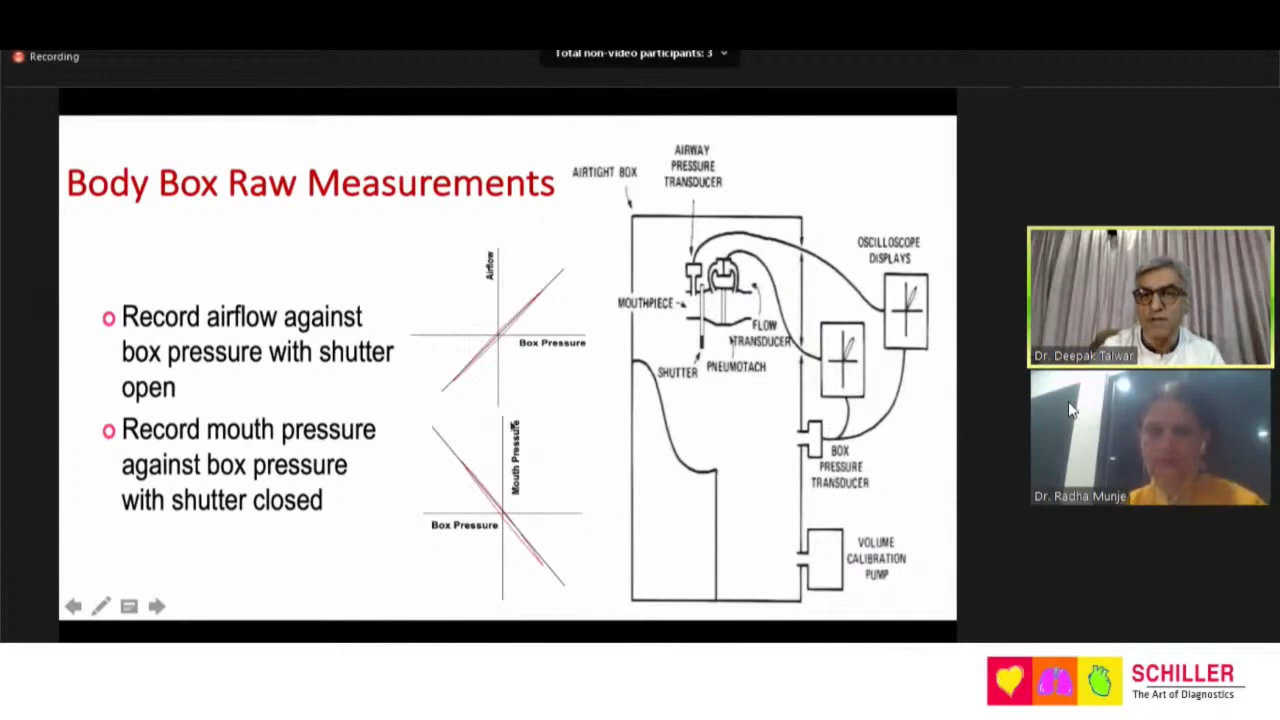 Recording
Total non-video participants: 3
Body Box Raw Measurements
Record airflow against
box pressure with shutter
open
Record mouth pressure
against box pressure
with shutter closed
Airflow
Box Pressure
Mouth Pressure
Box Pressure
AIRTIGHT BOX
AIRWAY
PRESSURE
TRANSDUCER
OSCILLOSCOPE
DISPLAYS
MOUTHPIECE
FLOW
TRANSDUCER
SHUTTER
PNEUMOTACH
BOX
PRESSURE
TRANSDUCER
VOLUME
CALIBRATION
PUMP
Dr. Deepak Talwar
Dr. Radha Munje
SCHILLER
The Art of Diagnostics